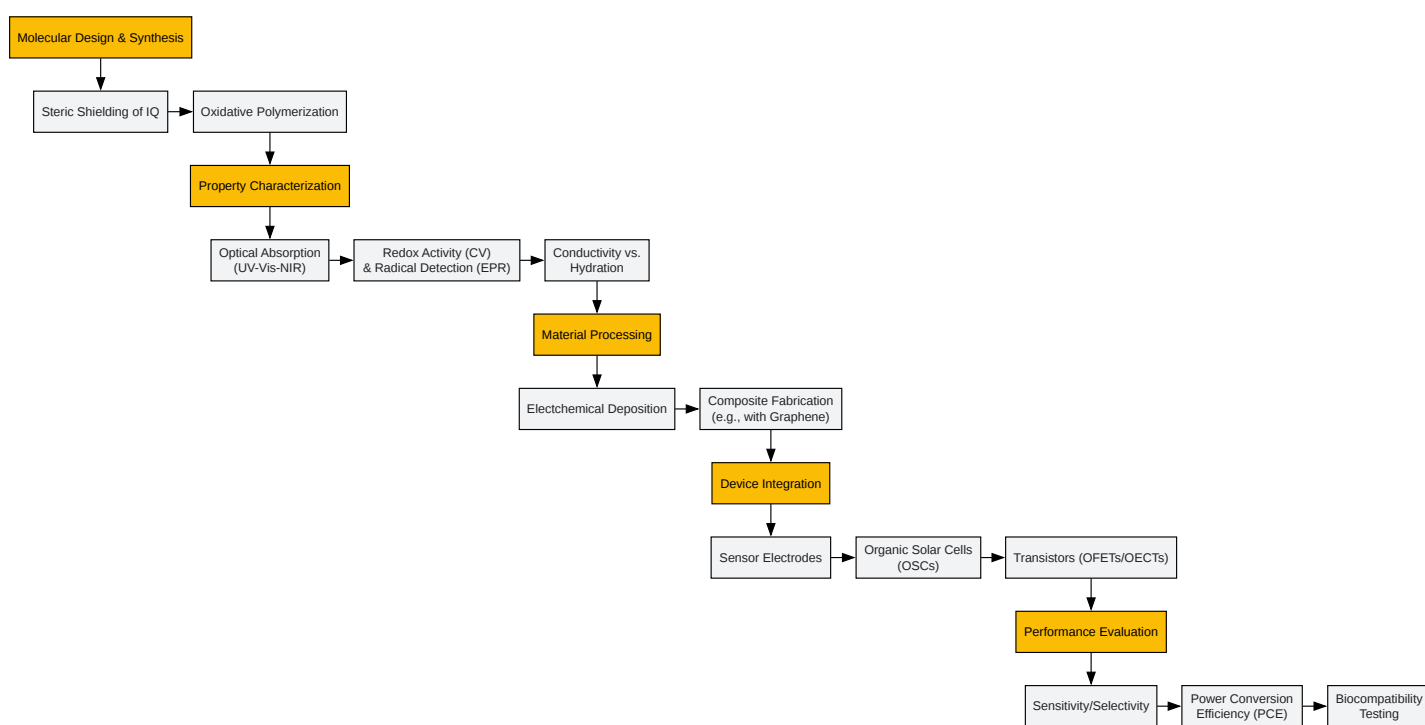 Molecular Design & Synthesis
Steric Shielding of IQ
Oxidative Polymerization
Property Characterization
Optical Absorption
(UV-Vis-NIR)
Redox Activity (CV)
& Radical Detection (EPR)
Conductivity vs.
Hydration
Material Processing
Electchemical Deposition
Composite Fabrication
(e.g., with Graphene)
Device Integration
Sensor Electrodes
Organic Solar Cells
(OSCs)
Transistors (OFETs/OECTs)
Performance Evaluation
Sensitivity/Selectivity
Power Conversion
Efficiency (PCE)
Biocompatibility
Testing